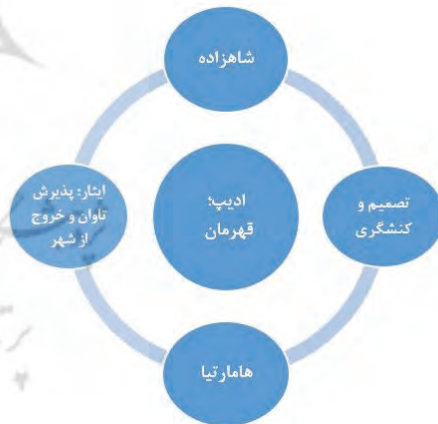 شاهزاده
تصمیم و
کنشگری
هامارتیا
ایثار: پذیرش
تاوان و خروج
از شهر
ادیپ؛
قهرمان